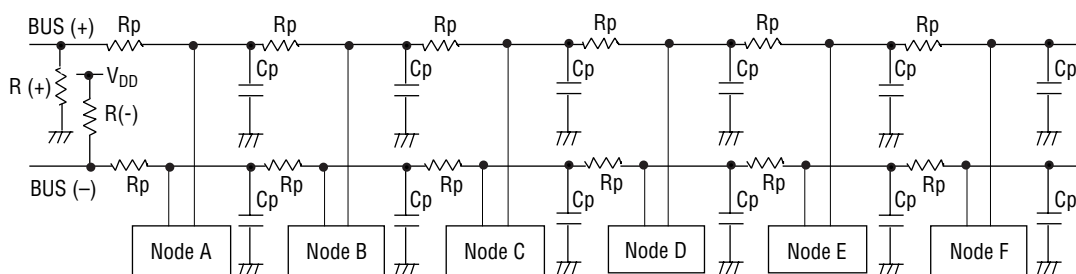 BUS (+) Rp Rp Rp Rp Rp Rp
Cp Cp Cp Cp Cp Cp
R (+) VDD
R(-)
BUS (–) Rp Rp Rp Rp Rp Rp
Cp Cp Cp Cp Cp Cp
Node A Node B Node C Node D Node E Node F